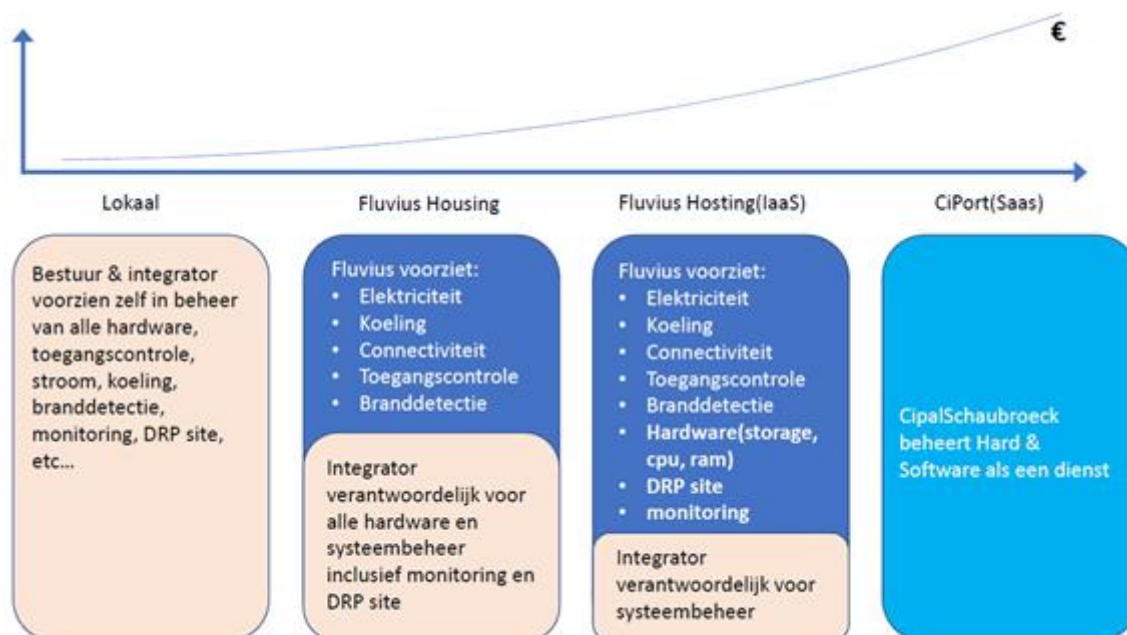 €
Lokaal
Fluvius Housing
Fluvius Hosting(IaaS)
CiPort(Saas)
Bestuur & integrator
voorzien zelf in beheer
van alle hardware,
toegangscontrole,
stroom, koeling,
branddetectie,
monitoring, DRP site,
etc...
Fluvius voorziet:
• Elektriciteit
• Koeling
• Connectiviteit
• Toegangscontrole
• Branddetectie
Integrator
verantwoordelijk voor
alle hardware en
systeembeheer
inclusief monitoring en
DRP site
Fluvius voorziet:
• Elektriciteit
• Koeling
• Connectiviteit
• Toegangscontrole
• Branddetectie
• Hardware(storage,
cpu, ram)
• DRP site
• monitoring
Integrator
verantwoordelijk voor
systeembeheer
CipalSchaubroeck
beheert Hard &
Software als een dienst